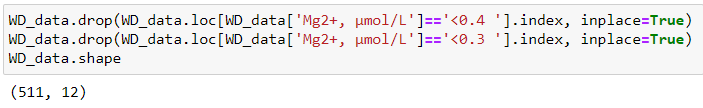 WD_data.drop(WD_data.loc[WD_data['Mg2+, µmol/L']=='<0.4 '].index, inplace=True)
WD_data.drop(WD_data.loc[WD_data['Mg2+, µmol/L']=='<0.3 '].index, inplace=True)
WD_data.shape
(511, 12)